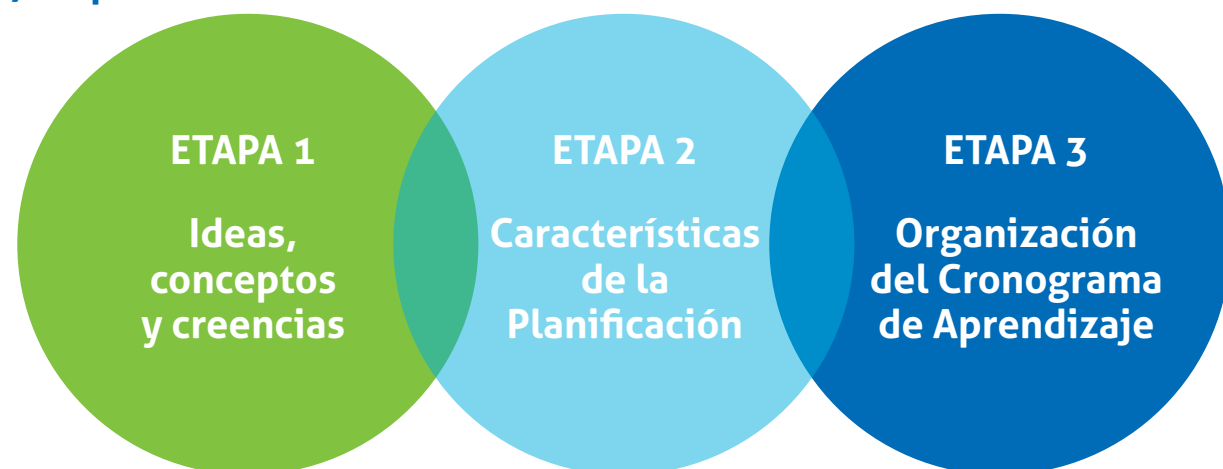 ETAPA 1
Ideas,
conceptos
y creencias
ETAPA 2
Características
de la
Planificación
ETAPA 3
Organización
del Cronograma
de Aprendizaje